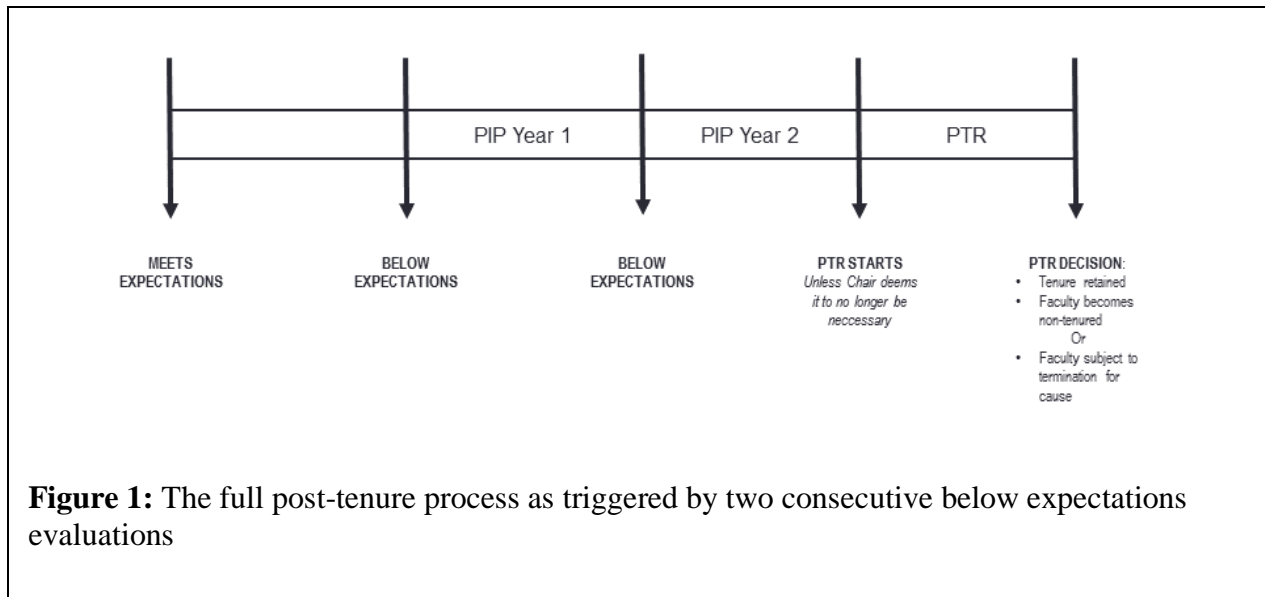 PIP Year 1
PIP Year 2
PTR
MEETS
EXPECTATIONS
BELOW
EXPECTATIONS
BELOW
EXPECTATIONS
PTR STARTS
Unless Chair deems
it to no longer be
neccessary
PTR DECISION:
• Tenure retained
• Faculty becomes
non-tenured
Or
• Faculty subject to
termination for
cause
Figure 1: The full post-tenure process as triggered by two consecutive below expectations
evaluations